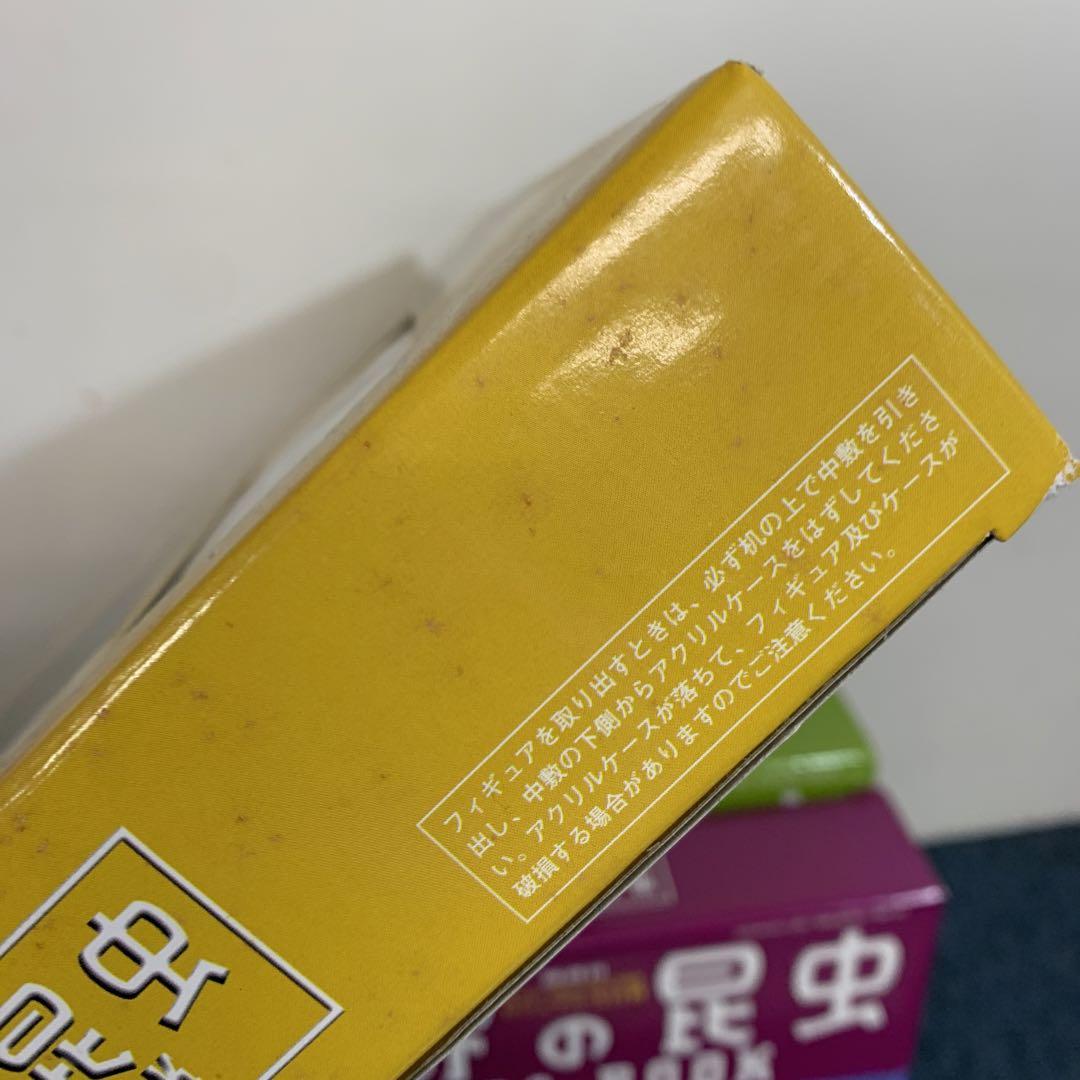 フィギュアを取り出すときは、必ず机の上で中敷を引き
出し、中敷の下側からアクリルケースをはずしてくださ
い。アクリルケースが落ちて、フィギュア及びケースが
破損する場合がありますのでご注意ください。
昆虫
の昆虫
BOX